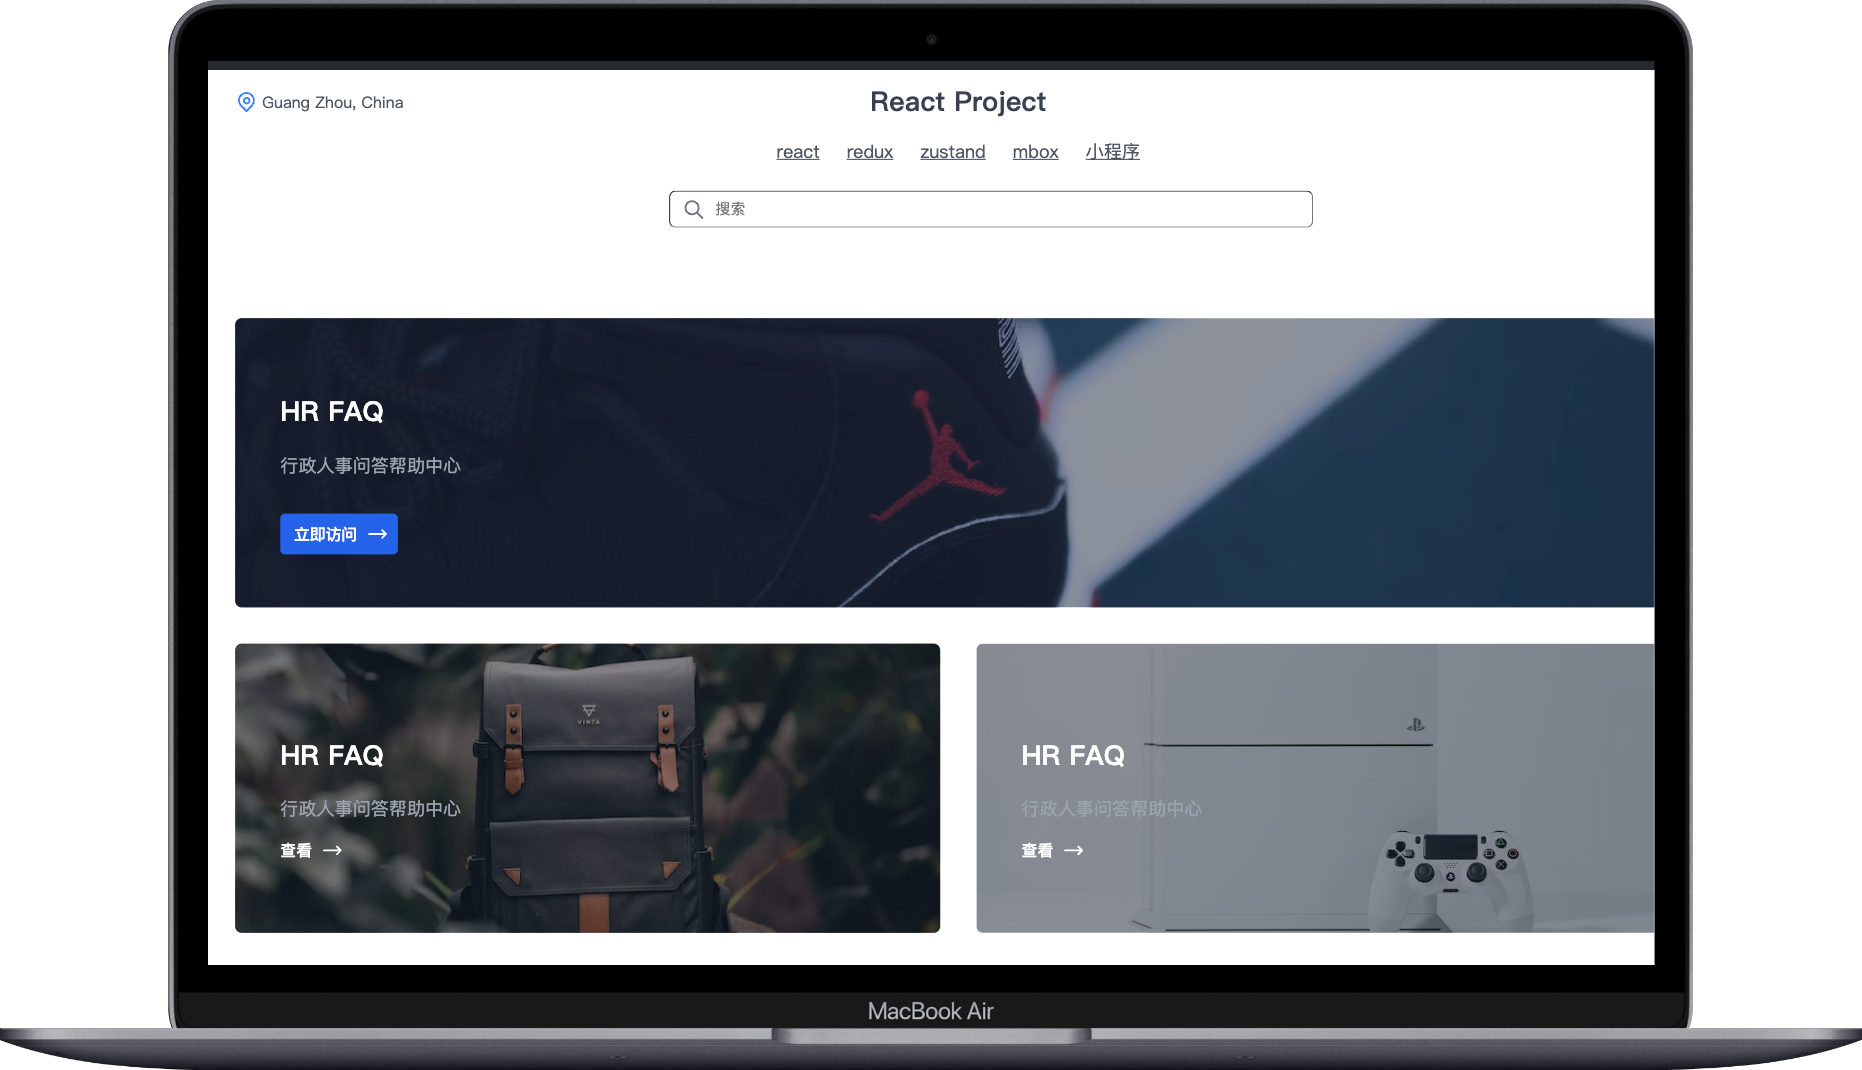 Guang Zhou, China
React Project
react redux zustand mbox 小程序
搜索
HR FAQ
行政人事问答帮助中心
立即访问
VINTA
HR FAQ
行政人事问答帮助中心
查看
HR FAQ
行政人事问答帮助中心
查看
MacBook Air